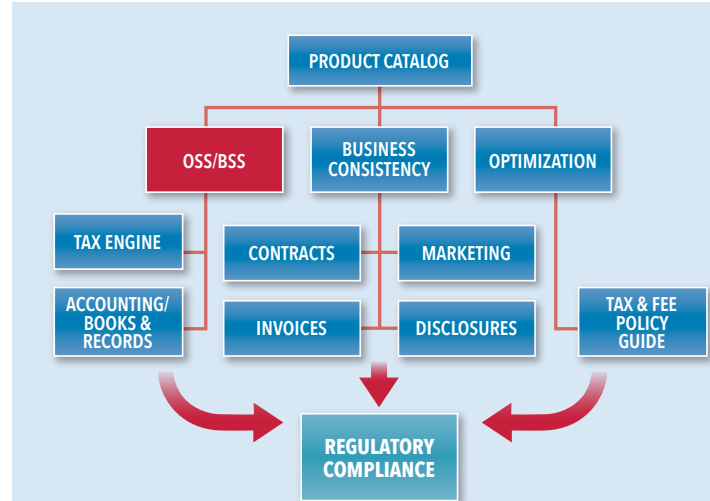 PRODUCT CATALOG
OSS/BSS
BUSINESS
CONSISTENCY
OPTIMIZATION
TAX ENGINE
CONTRACTS
MARKETING
ACCOUNTING/
BOOKS &
RECORDS
INVOICES
DISCLOSURES
TAX & FEE
POLICY
GUIDE
REGULATORY
COMPLIANCE